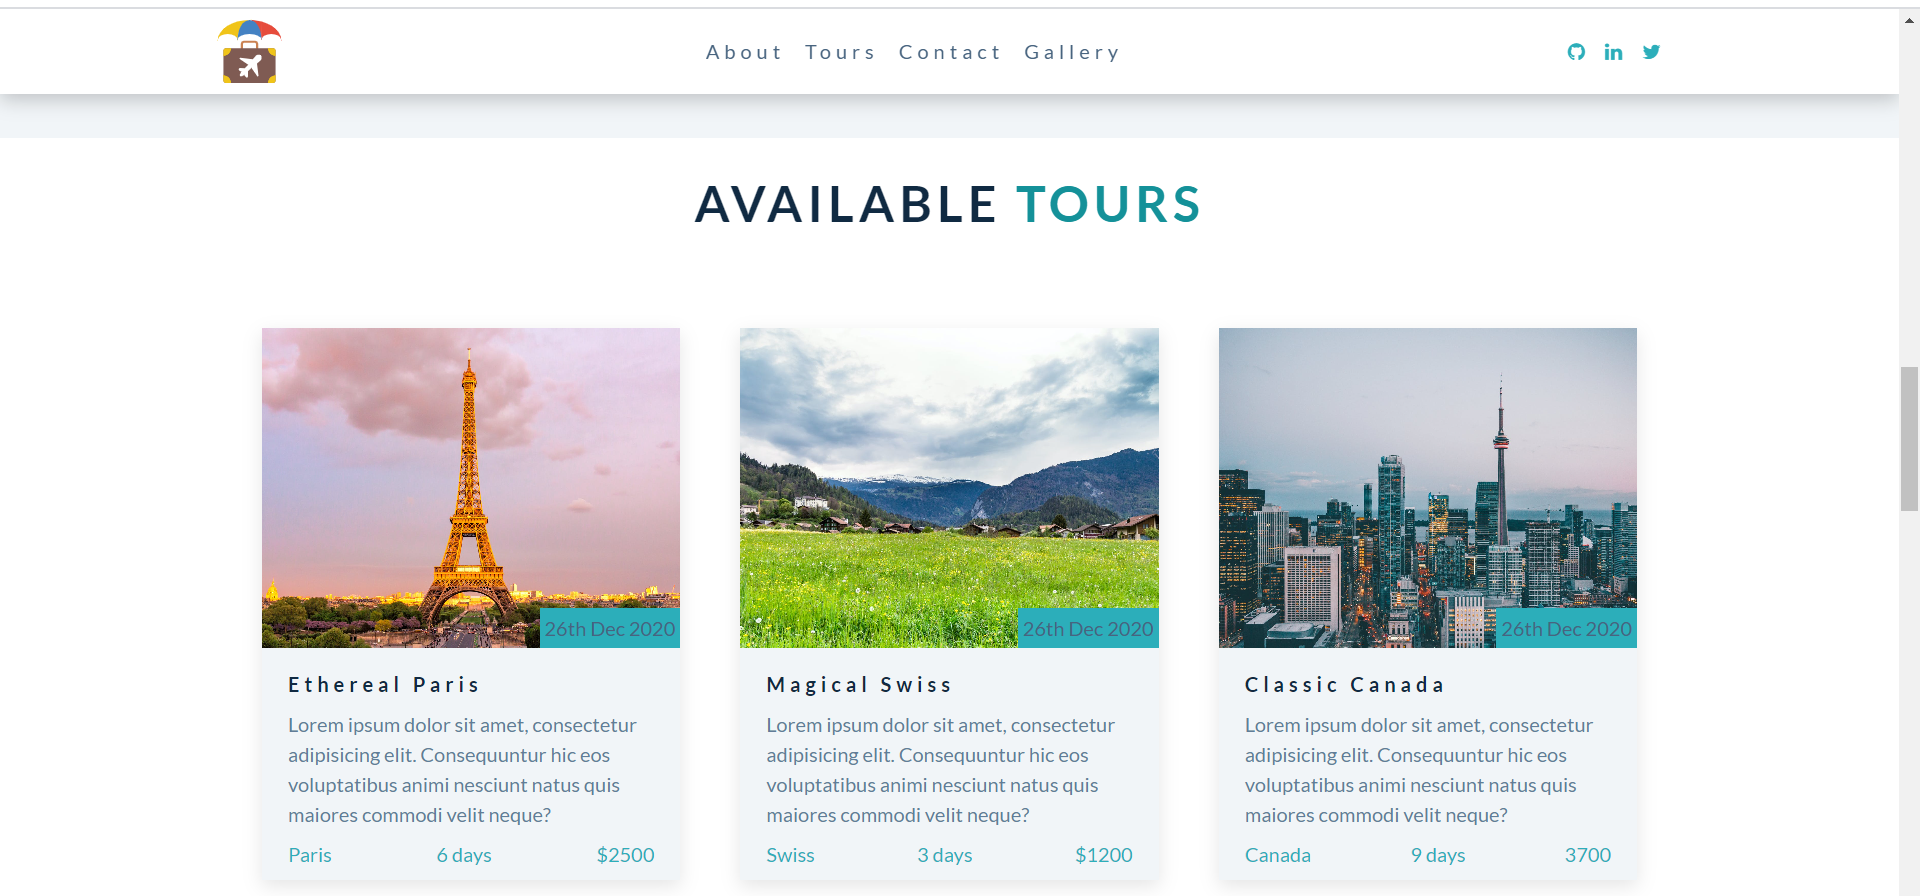 About Tours Contact Gallery
AVAILABLE TOURS
26th Dec 2020
Ethereal Paris
Lorem ipsum dolor sit amet, consectetur
adipisicing elit. Consequuntur hic eos
voluptatibus animi nesciunt natus quis
maiores commodi velit neque?
Paris 6 days $2500
26th Dec 2020
Magical Swiss
Lorem ipsum dolor sit amet, consectetur
adipisicing elit. Consequuntur hic eos
voluptatibus animi nesciunt natus quis
maiores commodi velit neque?
Swiss 3 days $1200
26th Dec 2020
Classic Canada
Lorem ipsum dolor sit amet, consectetur
adipisicing elit. Consequuntur hic eos
voluptatibus animi nesciunt natus quis
maiores commodi velit neque?
Canada 9 days 3700